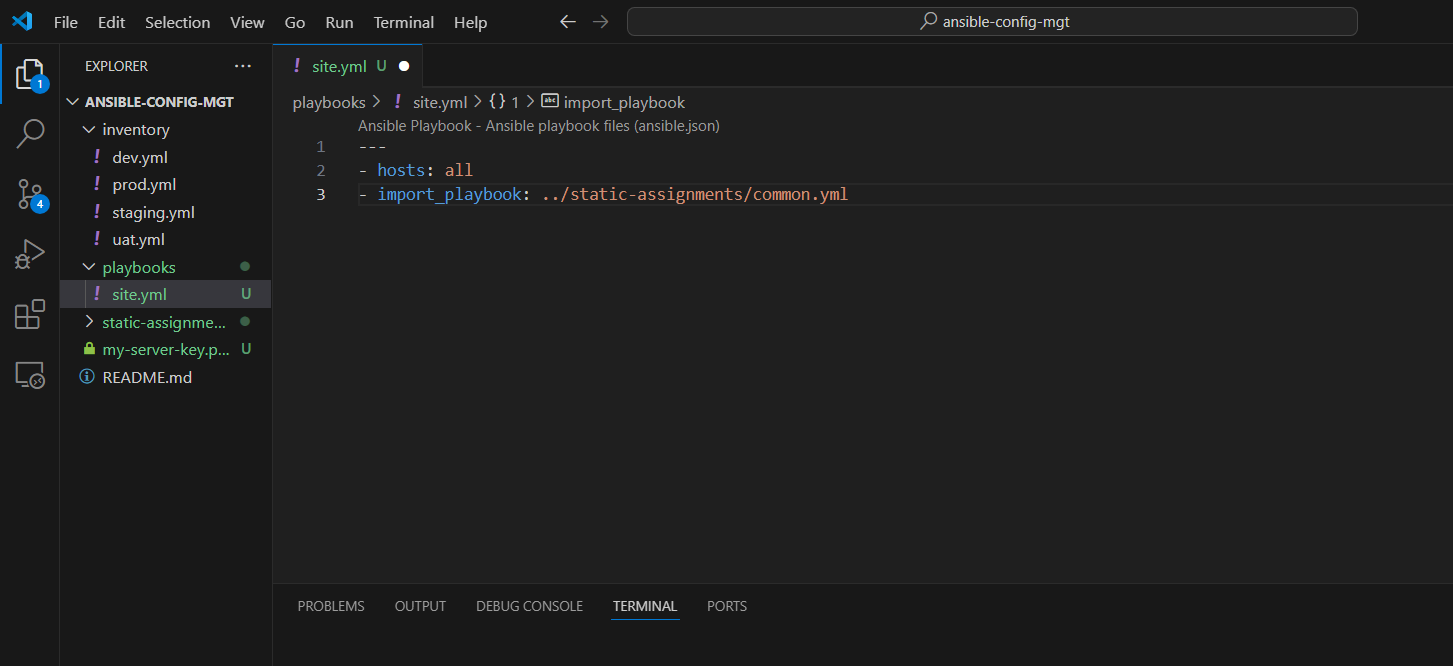 File Edit Selection View Go Run Terminal Help ansible-config-mgt
EXPLORER ···
1
4
ANSIBLE-CONFIG-MGT
inventory
! dev.yml
! prod.yml
! staging.yml
! uat.yml
playbooks
! site.yml U
static-assignme...
my-server-key.p... U
README.md
! site.yml U
playbooks > ! site.yml > {} 1 > abc import_playbook
Ansible Playbook - Ansible playbook files (ansible.json)
1 ---
2 - hosts: all
3 - import_playbook: ../static-assignments/common.yml
PROBLEMS OUTPUT DEBUG CONSOLE TERMINAL PORTS